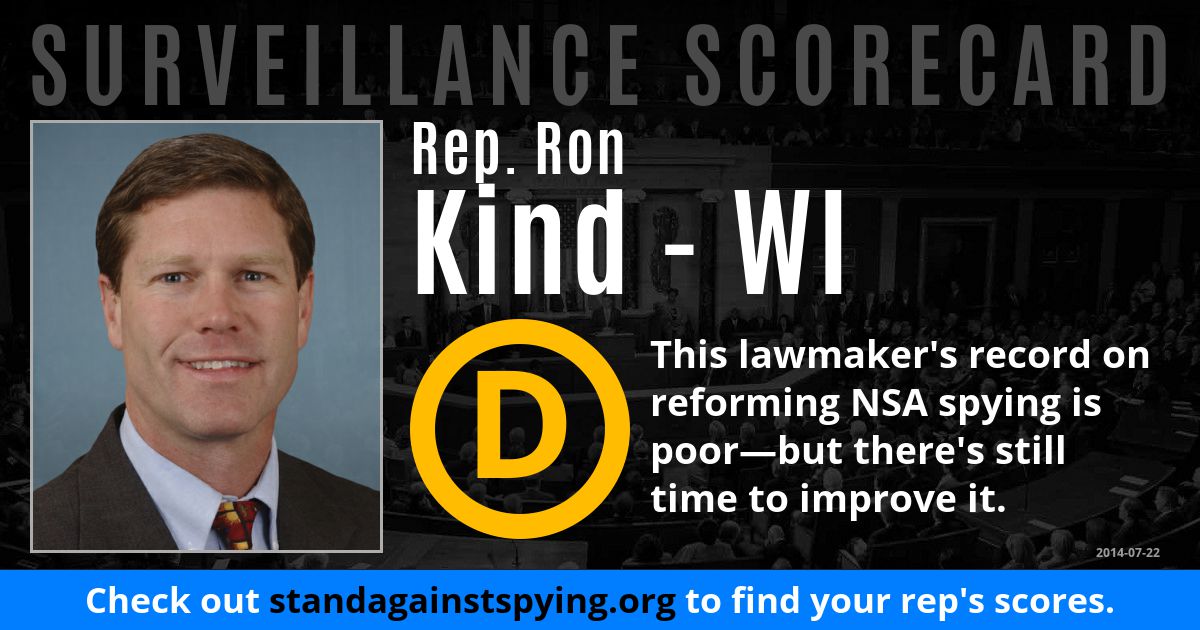 SURVEILLANCE SCORECARD
Rep. Ron
Kind - WI
D
This lawmaker's record on
reforming NSA spying is
poor—but there's still
time to improve it.
2014-07-22
Check out standagainstspying.org to find your rep's scores.